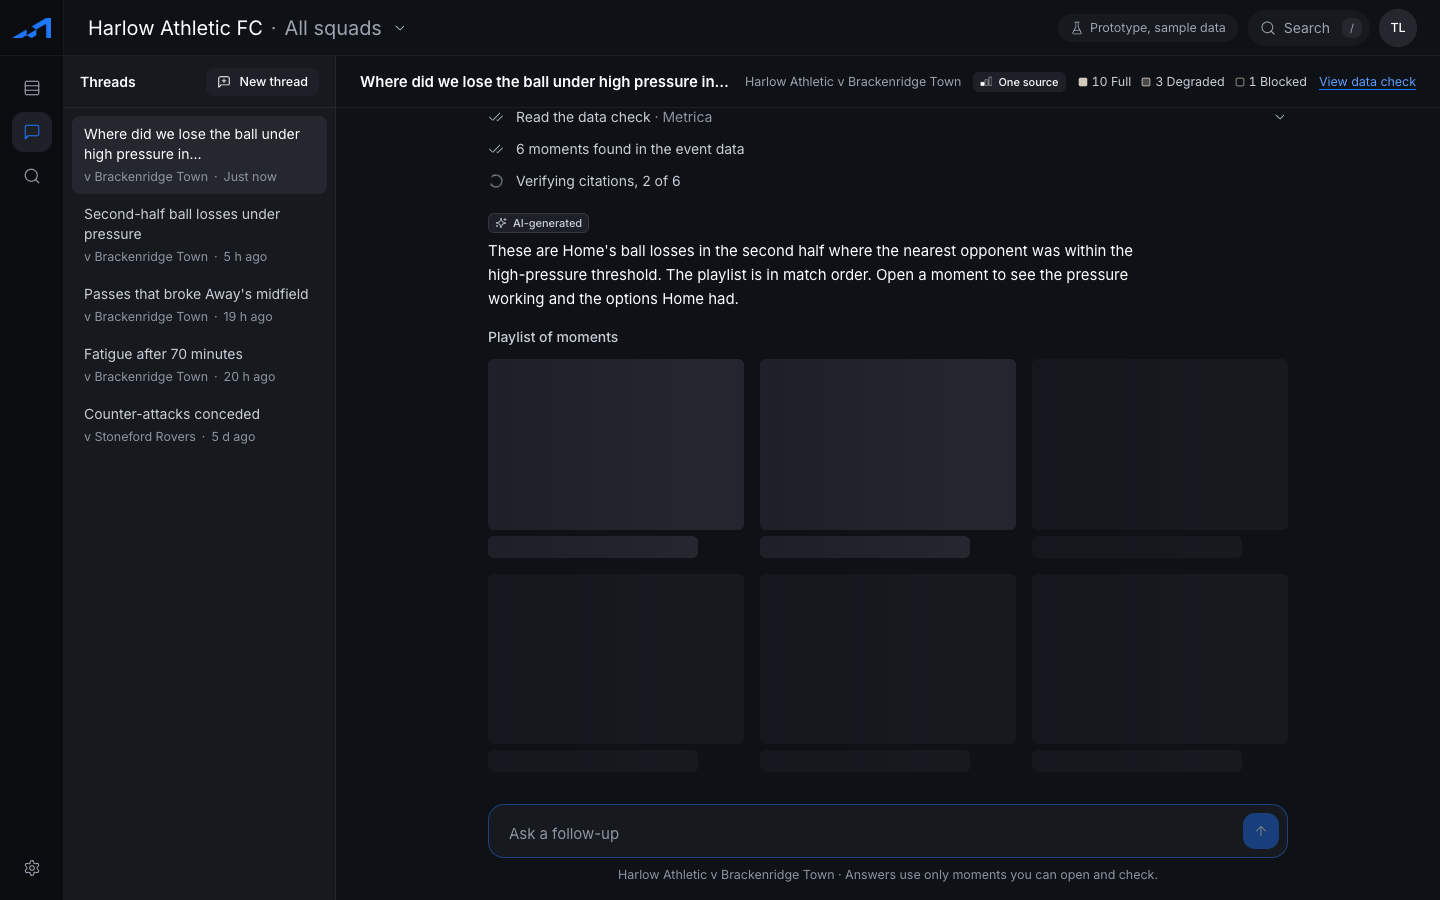 Harlow Athletic FC · All squads
Prototype, sample data
Search /
TL
Threads
New thread
Where did we lose the ball under high pressure in...
v Brackenridge Town · Just now
Second-half ball losses under pressure
v Brackenridge Town · 5 h ago
Passes that broke Away's midfield
v Brackenridge Town · 19 h ago
Fatigue after 70 minutes
v Brackenridge Town · 20 h ago
Counter-attacks conceded
v Stoneford Rovers · 5 d ago
Where did we lose the ball under high pressure in...
Harlow Athletic v Brackenridge Town
One source
10 Full
3 Degraded
1 Blocked
View data check
Read the data check · Metrica
6 moments found in the event data
Verifying citations, 2 of 6
AI-generated
These are Home's ball losses in the second half where the nearest opponent was within the
high-pressure threshold. The playlist is in match order. Open a moment to see the pressure
working and the options Home had.
Playlist of moments
Ask a follow-up
Harlow Athletic v Brackenridge Town · Answers use only moments you can open and check.